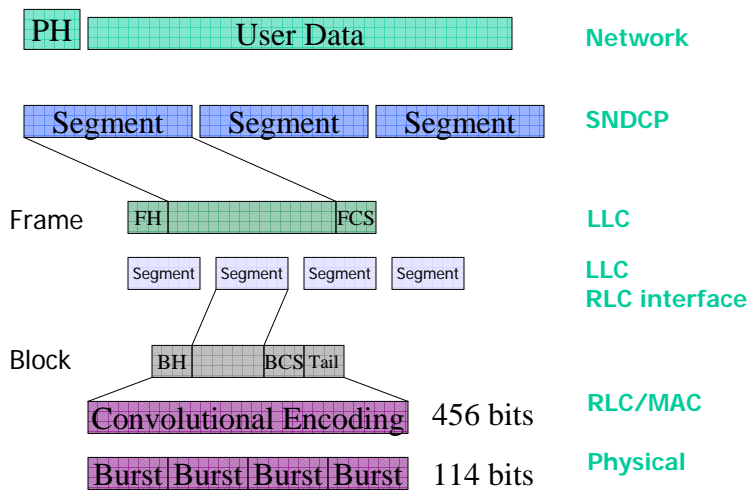 PH User Data Network
Segment Segment Segment SNDCP
Frame FH FCS LLC
Segment Segment Segment Segment LLC
RLC interface
Block BH BCS Tail
Convolutional Encoding 456 bits RLC/MAC
Burst Burst Burst Burst 114 bits Physical